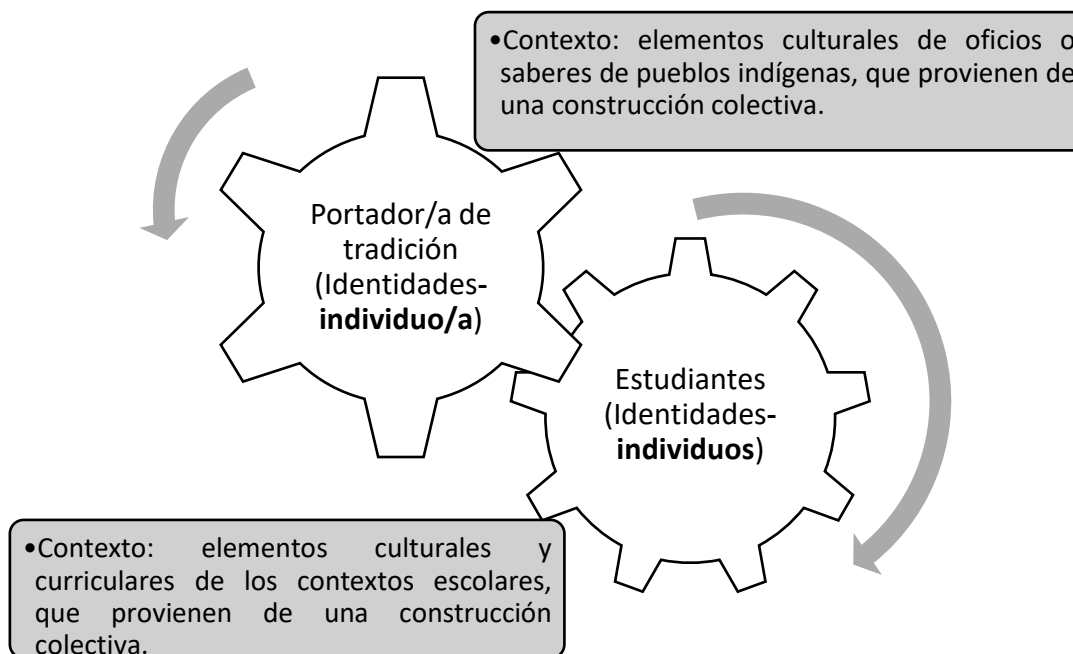 •Contexto: elementos culturales de oficios o
saberes de pueblos indígenas, que provienen de
una construcción colectiva.
Portador/a de
tradición
(Identidades-
individuo/a)
Estudiantes
(Identidades-
individuos)
•Contexto: elementos culturales y
curriculares de los contextos escolares,
que provienen de una construcción
colectiva.